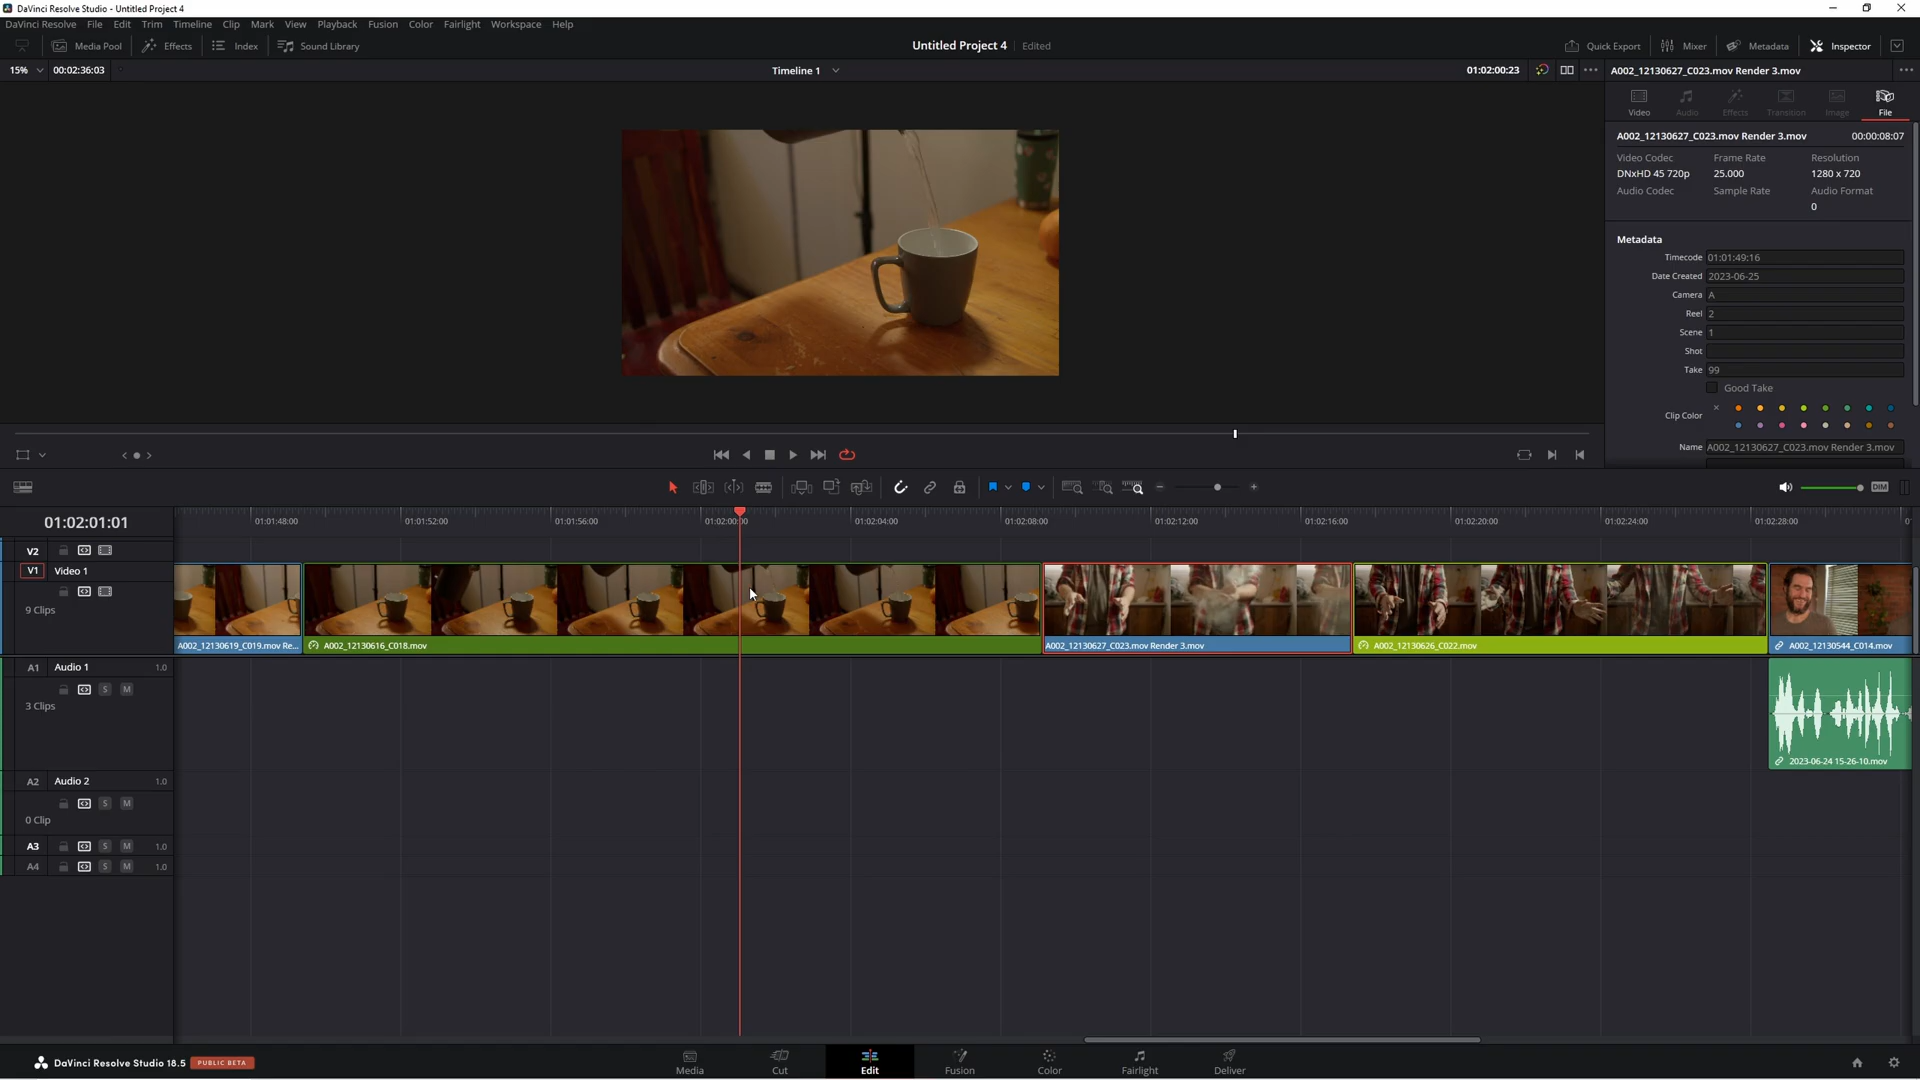 DaVinci Resolve Studio - Untitled Project 4
DaVinci Resolve File Edit Trim Timeline Clip Mark View Playback Fusion Color Fairlight Workspace Help
Media Pool Effects Index Sound Library Untitled Project 4 Edited Quick Export Mixer Metadata Inspector
15% 00:02:36:03 Timeline 1 01:02:00:23 A002_12130627_C023.mov Render 3.mov
Video Audio Effects Transition Image File
A002_12130627_C023.mov Render 3.mov 00:00:08:07
Video Codec Frame Rate Resolution
DNxHD 45 720p 25.000 1280 x 720
Audio Codec Sample Rate Audio Format
0
Metadata
Timecode 01:01:49:16
Date Created 2023-06-25
Camera A
Reel 2
Scene 1
Shot
Take 99
Good Take
Clip Color
Name A002_12130627_C023.mov Render 3.mov
DIM
01:02:01:01 01:01:48:00 01:01:52:00 01:01:56:00 01:02:00:00 01:02:04:00 01:02:08:00 01:02:12:00 01:02:16:00 01:02:20:00 01:02:24:00 01:02:28:00
V2
V1 Video 1
9 Clips
A002_12130619_C019.mov Re... A002_12130616_C018.mov A002_12130627_C023.mov Render 3.mov A002_12130626_C022.mov A002_12130544_C014.mov
A1 Audio 1 1.0
S M
3 Clips
2023-06-24 15-26-10.mov
A2 Audio 2 1.0
S M
0 Clip
A3 S M 1.0
A4 S M 1.0
DaVinci Resolve Studio 18.5 PUBLIC BETA Media Cut Edit Fusion Color Fairlight Deliver